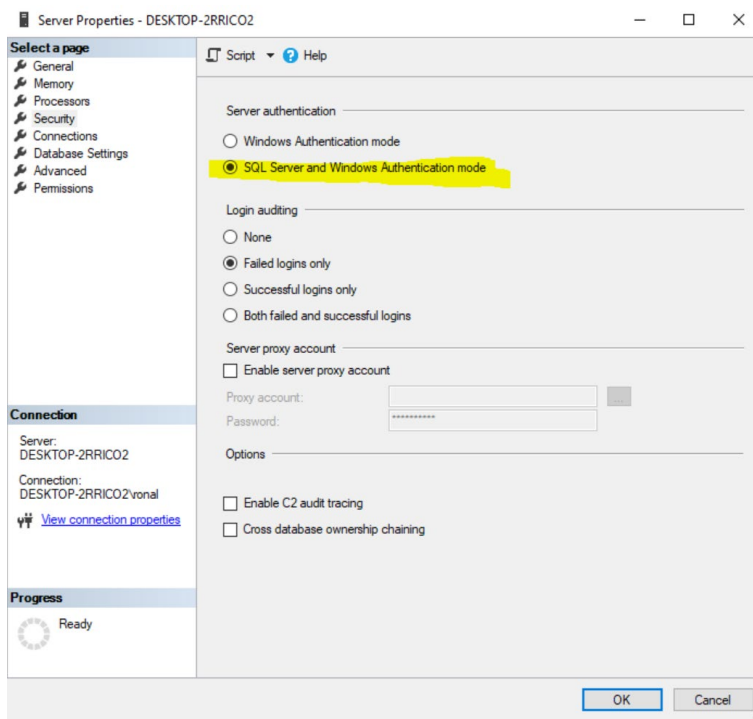 Server Properties - DESKTOP-2RRICO2
Select a page
General
Memory
Processors
Security
Connections
Database Settings
Advanced
Permissions
Script
Help
Server authentication
Windows Authentication mode
SQL Server and Windows Authentication mode
Login auditing
None
Failed logins only
Successful logins only
Both failed and successful logins
Server proxy account
Enable server proxy account
Proxy account:
...
Password:
**********
Options
Enable C2 audit tracing
Cross database ownership chaining
Connection
Server:
DESKTOP-2RRICO2
Connection:
DESKTOP-2RRICO2\ronal
View connection properties
Progress
Ready
OK
Cancel